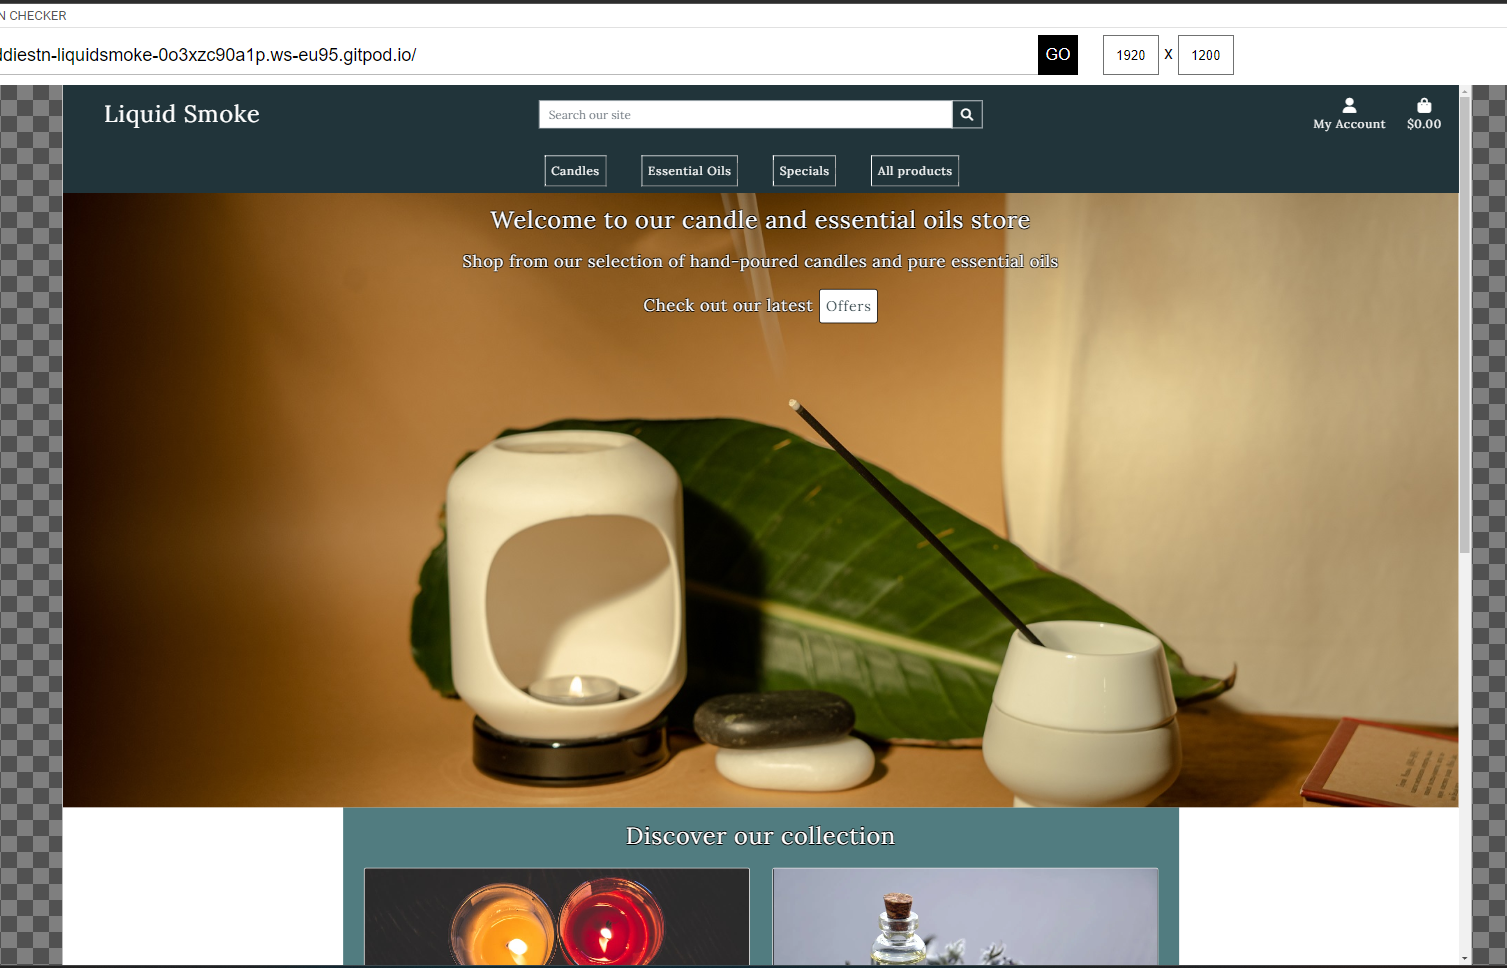 N CHECKER
ddiestn-liquidsmoke-0o3xzc90a1p.ws-eu95.gitpod.io/
GO
1920 x 1200
Liquid Smoke
Search our site
My Account
$0.00
Candles
Essential Oils
Specials
All products
Welcome to our candle and essential oils store
Shop from our selection of hand-poured candles and pure essential oils
Check out our latest Offers
Discover our collection